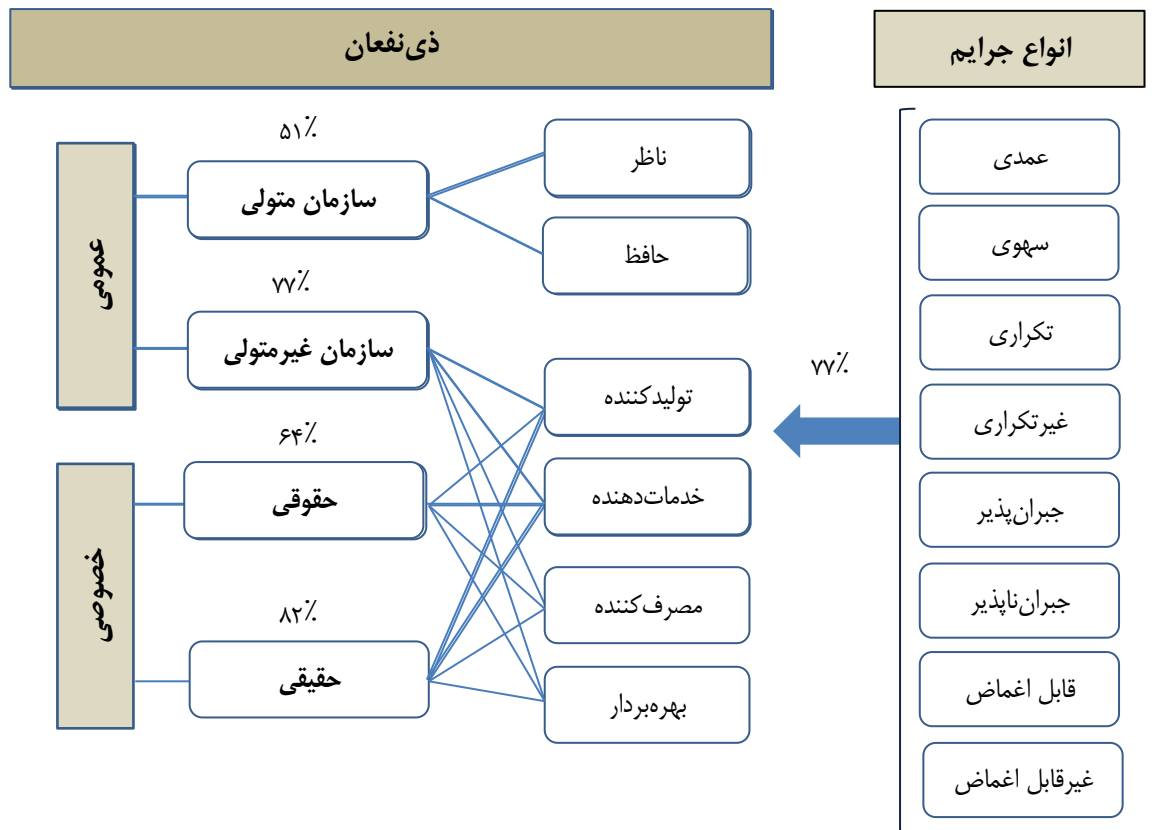 انواع جرایم
ذی‌نفعان
عمدی
سهوی
تکراری
غیرتکراری
جبران‌پذیر
جبران‌ناپذیر
قابل اغماض
غیرقابل اغماض
۷۷٪
ناظر
حافظ
تولیدکننده
خدمات‌دهنده
مصرف‌کننده
بهره‌بردار
۵۱٪
سازمان متولی
۷۷٪
سازمان غیرمتولی
۶۴٪
حقوقی
۸۲٪
حقیقی
عمومی
خصوصی